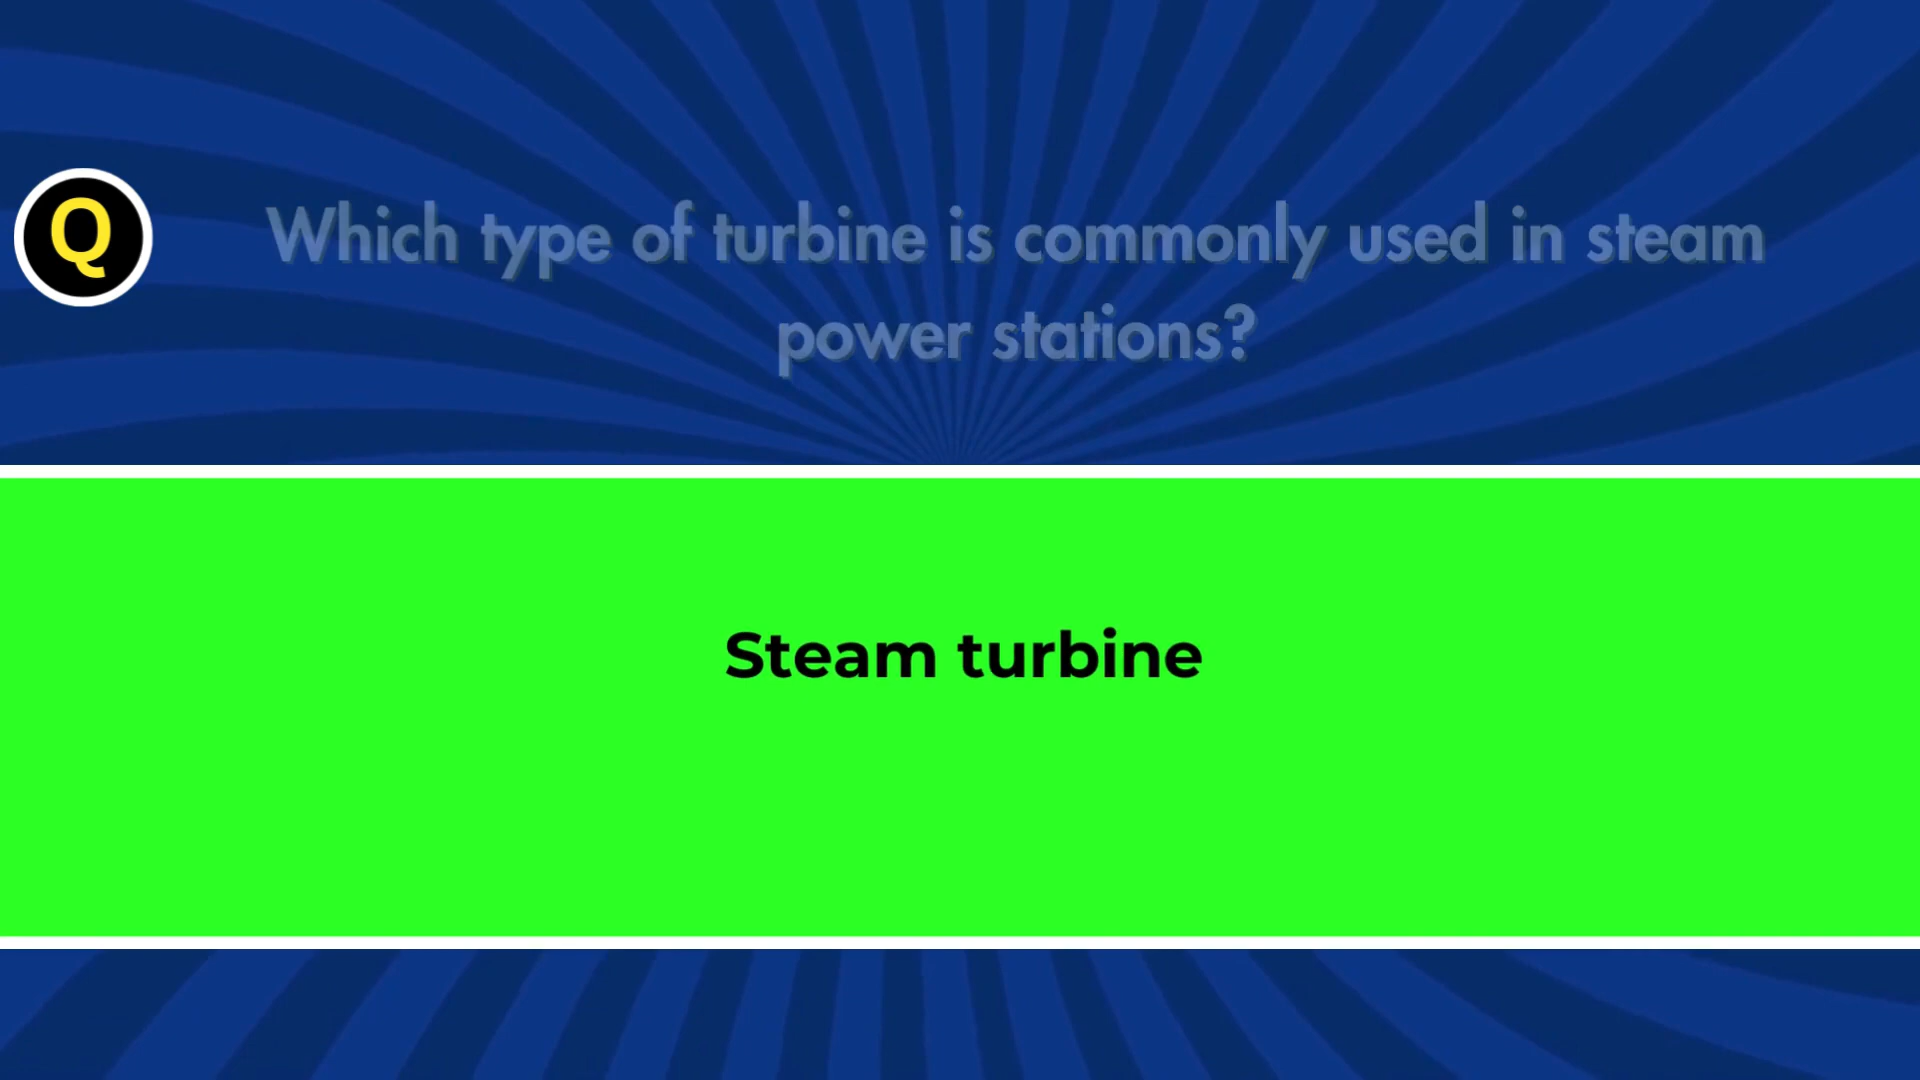 Q
Which type of turbine is commonly used in steam
power stations?
Steam turbine